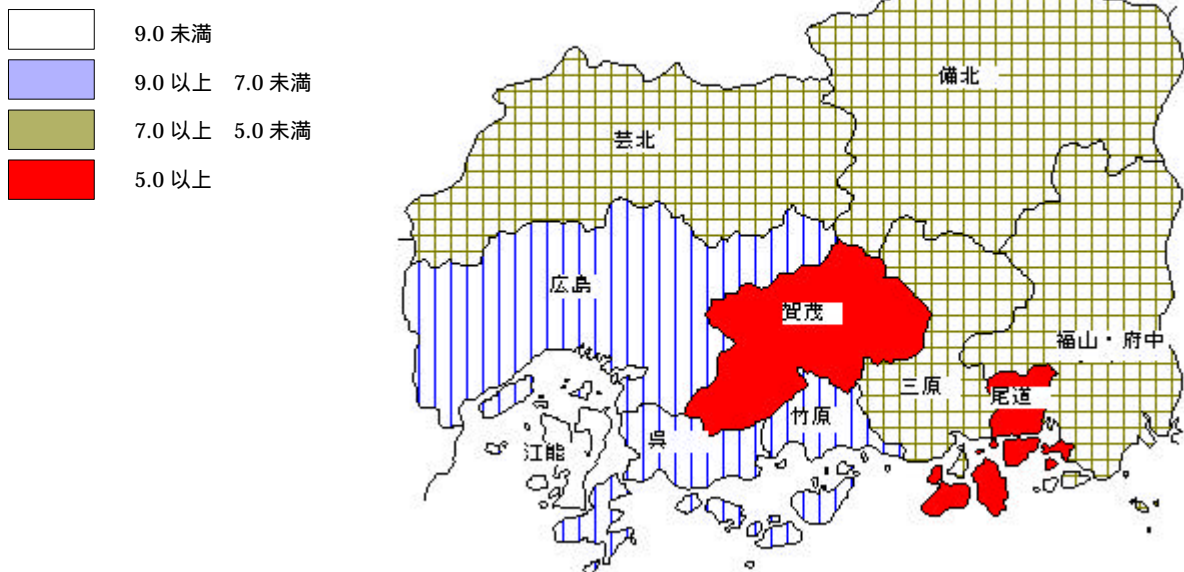 9.0 未満
9.0 以上 7.0 未満
7.0 以上 5.0 未満
5.0 以上
備北
芸北
広島
賀茂
福山・府中
三原
尾道
竹原
呉
江能